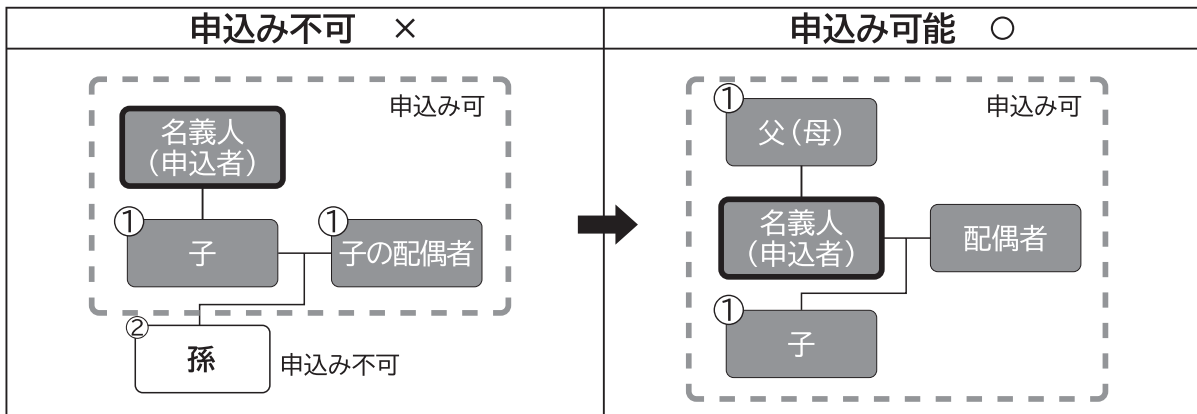 申込み不可 ×
申込み可
名義人
（申込者）
①
子
①
子の配偶者
②
孫
申込み不可
申込み可能 ○
申込み可
①
父（母）
名義人
（申込者）
配偶者
①
子